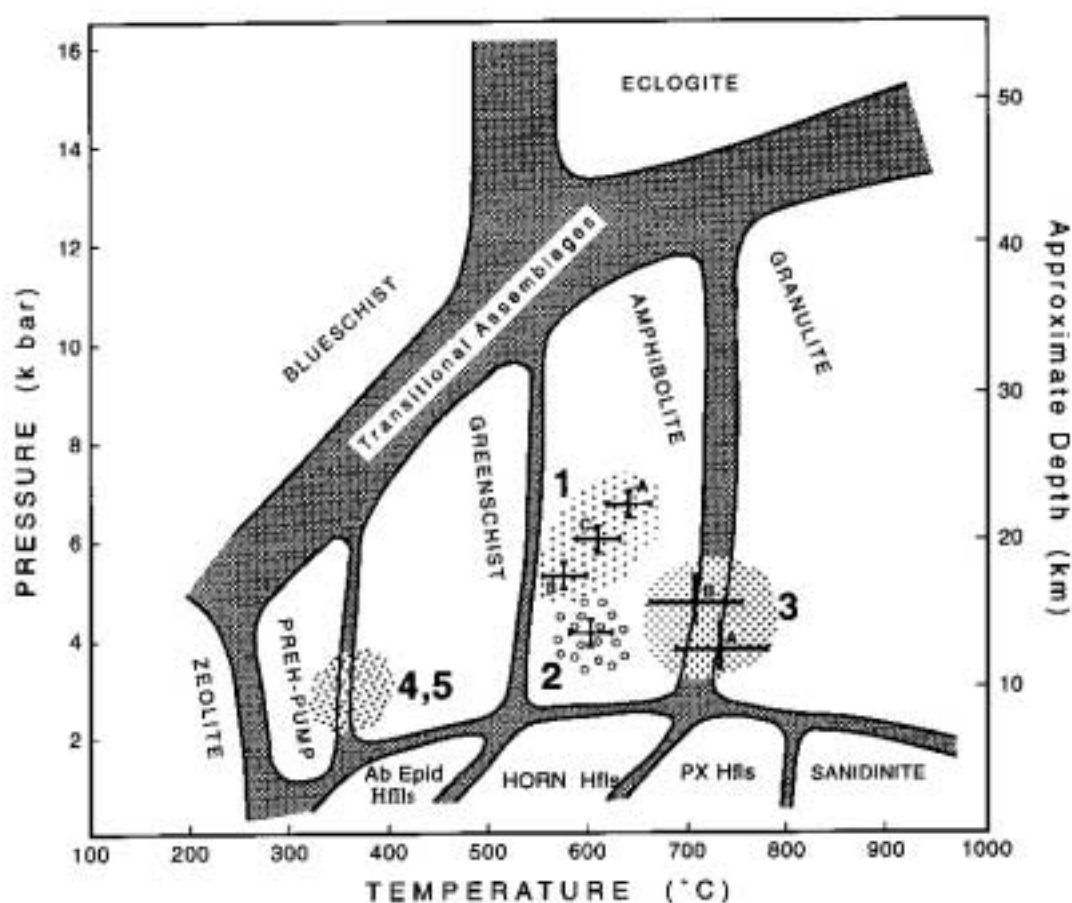 16
14
12
10
8
6
4
2
PRESSURE (k bar)
100
200
300
400
500
600
700
800
900
1000
TEMPERATURE (°C)
50
40
30
20
10
Approximate Depth (km)
ECLOGITE
BLUESCHIST
Transitional Assemblages
GRANULITE
AMPHIBOLITE
GREENSCHIST
1
A
C
B
2
B
A
3
ZEOLITE
PREH-PUMP
4,5
Ab Epid
Hflls
HORN Hfls
PX Hfls
SANIDINITE